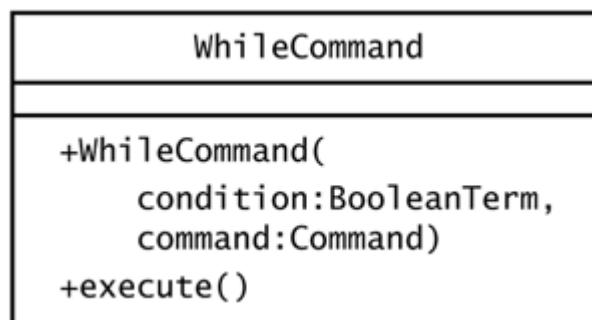 WhileCommand
+WhileCommand(
condition:BooleanTerm,
command:Command)
+execute()